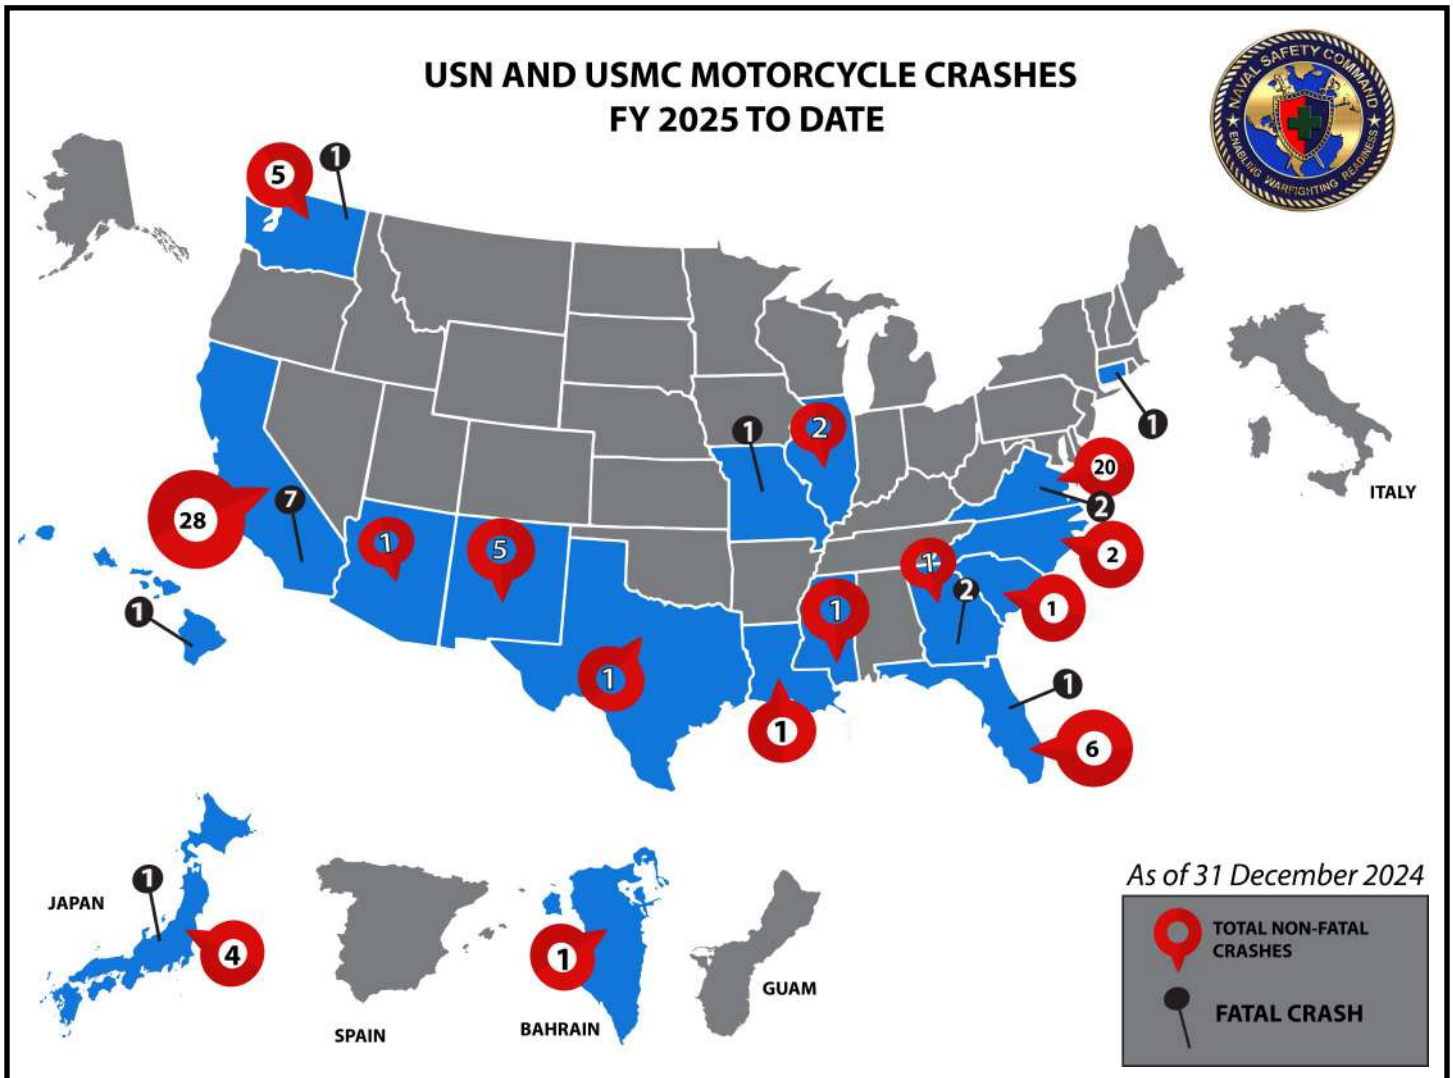 USN AND USMC MOTORCYCLE CRASHES
FY 2025 TO DATE
NAVAL SAFETY COMMAND
ENABLING WARFIGHTING READINESS
5
1
1
2
1
20
2
ITALY
28
7
1
5
1
2
2
1
1
1
1
1
1
6
JAPAN
1
4
1
SPAIN
BAHRAIN
GUAM
As of 31 December 2024
TOTAL NON-FATAL
CRASHES
FATAL CRASH